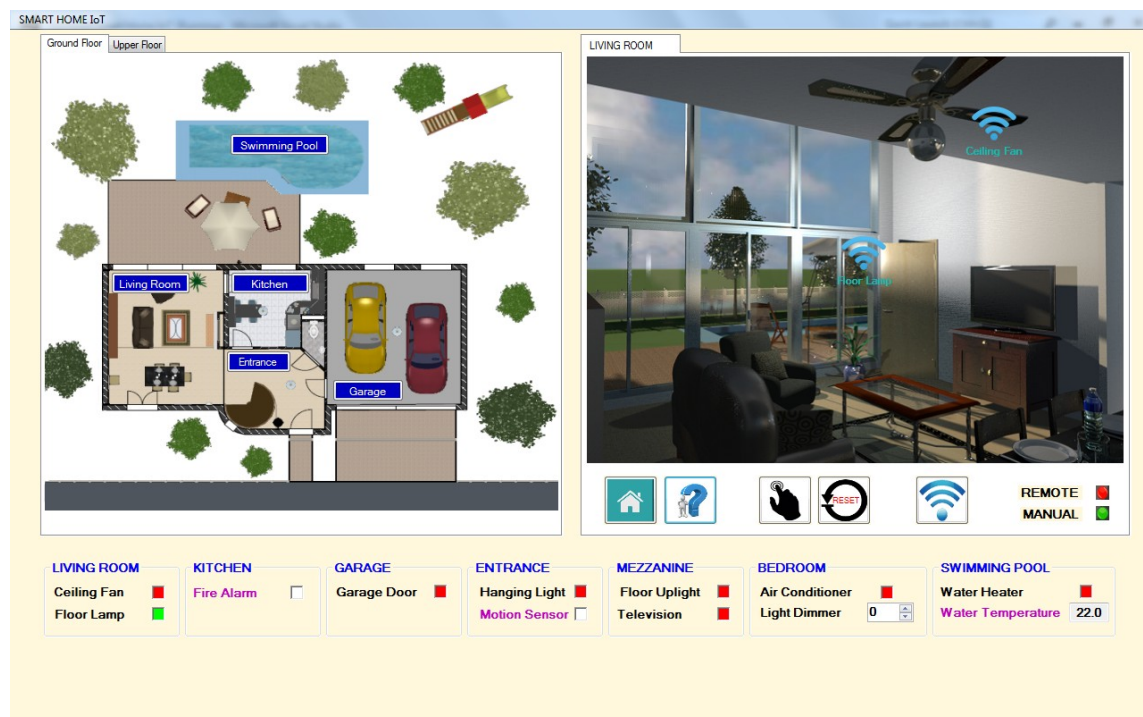 SMART HOME IoT
Ground Floor Upper Floor
LIVING ROOM
Swimming Pool
Living Room
Kitchen
Entrance
Garage
Ceiling Fan
Floor Lamp
RESET
REMOTE
MANUAL
LIVING ROOM
Ceiling Fan
Floor Lamp
KITCHEN
Fire Alarm
GARAGE
Garage Door
ENTRANCE
Hanging Light
Motion Sensor
MEZZANINE
Floor Uplight
Television
BEDROOM
Air Conditioner
Light Dimmer 0
SWIMMING POOL
Water Heater
Water Temperature 22.0